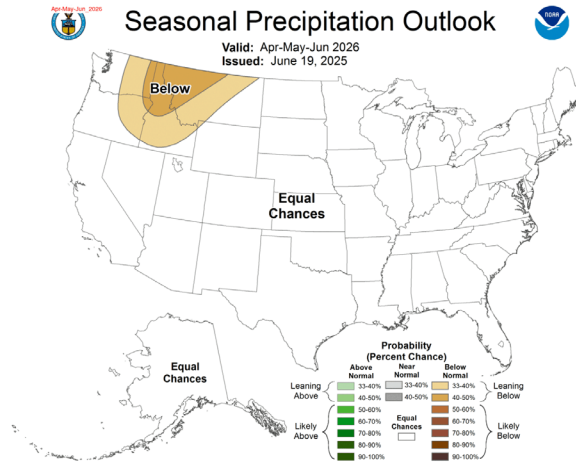 Apr-May-Jun_2026
Seasonal Precipitation Outlook
NOAA
Valid: Apr-May-Jun 2026
Issued: June 19, 2025
Below
Equal
Chances
Equal
Chances
Probability
(Percent Chance)
Above
Normal
Near
Normal
Below
Normal
Leaning
Above
33-40%
40-50%
33-40%
40-50%
33-40%
40-50%
Leaning
Below
Likely
Above
50-60%
60-70%
70-80%
80-90%
90-100%
Equal
Chances
50-60%
60-70%
70-80%
80-90%
90-100%
Likely
Below